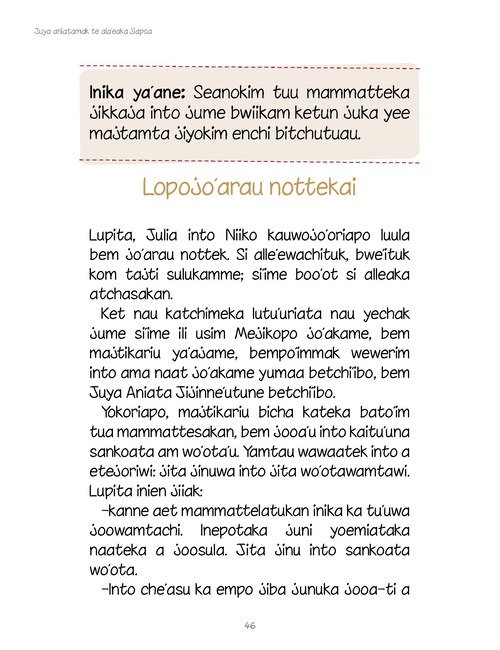 Juya aniatamak te ala'eaka jiapsa
Inika ya'ane: Seanokim tuu mammatteka
jikkaja into jume bwiikam ketun juka yee
majtamta jiyokim enchi bitchutuau.
Lopojo'arau nottekai
Lupita, Julia into Niiko kauwojo'oriapo luula
bem jo'arau nottek. Si alle'ewachituk, bwe'ituk
kom tajti sulukamme; siime boo'ot si alleaka
atchasakan.
Ket nau katchimeka lutu'uriata nau yechak
jume siime ili usim Mejikopo jo'akame, bem
majtikariu ya'ajame, bempo'immak wewerim
into ama naat jo'akame yumaa betchi'ibo, bem
Juya Aniata Jijinne'utune betchi'ibo.
Yokoriapo, majtikariu bicha kateka bato'im
tua mammattesakan, bem jooa'u into kaitu'una
sankoata am wo'ota'u. Yamtau wawaatek into a
etejoriwi: jita jinuwa into jita wo'otawamtawi.
Lupita inien jiiak:
-kanne aet mammattelatukan inika ka tu'uwa
joowamtachi. Inepotaka juni yoemiataka
naateka a joosula. Jita jinu into sankoata
wo'ota.
-Into che'asu ka empo jiba junuka jooa-ti a
46